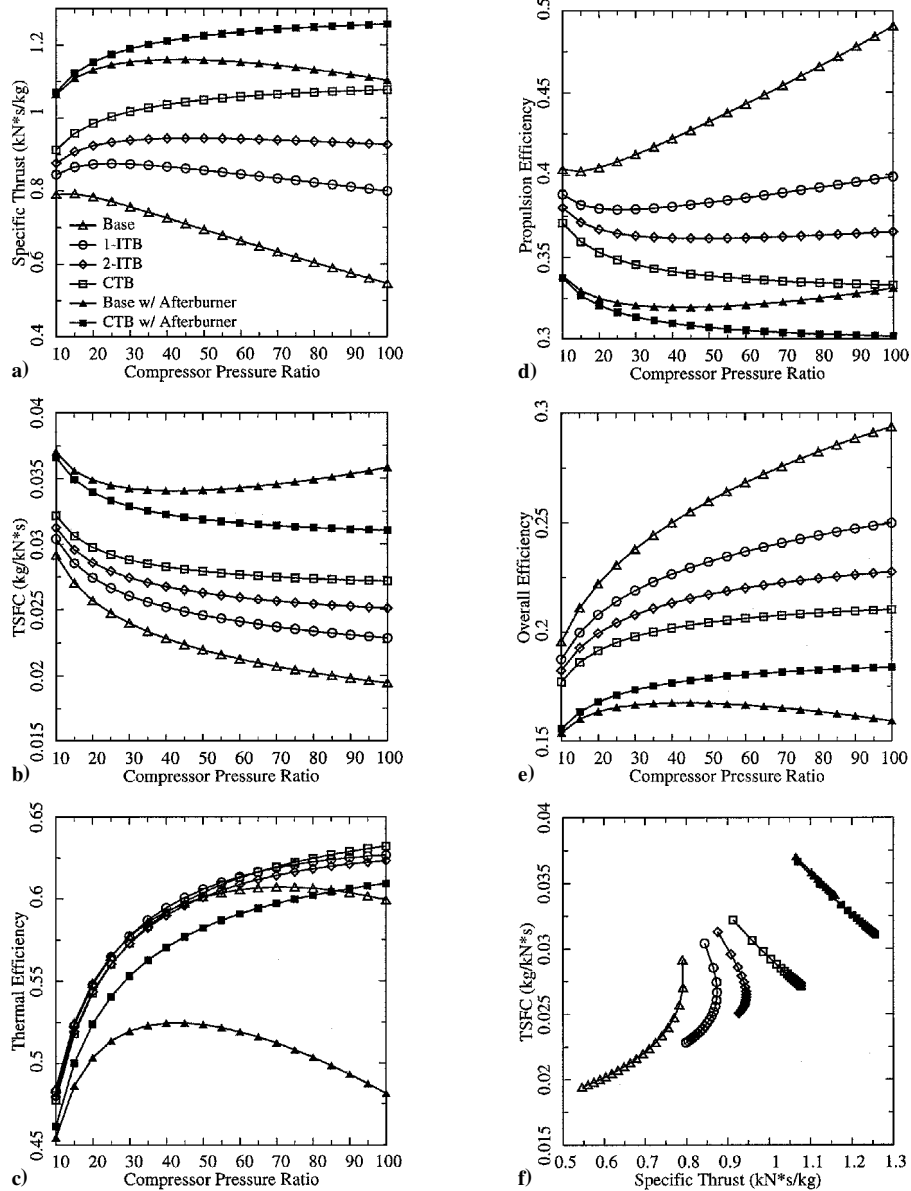 1.2
1
0.8
0.6
0.4
Specific Thrust (kN*s/kg)
Base
1-ITB
2-ITB
CTB
Base w/ Afterburner
CTB w/ Afterburner
10 20 30 40 50 60 70 80 90 100
Compressor Pressure Ratio
a)
0.5
0.45
0.4
0.35
0.3
Propulsion Efficiency
10 20 30 40 50 60 70 80 90 100
Compressor Pressure Ratio
d)
0.04
0.035
0.03
0.025
0.02
0.015
TSFC (kg/kN*s)
10 20 30 40 50 60 70 80 90 100
Compressor Pressure Ratio
b)
0.3
0.25
0.2
0.15
Overall Efficiency
10 20 30 40 50 60 70 80 90 100
Compressor Pressure Ratio
e)
0.65
0.6
0.55
0.5
0.45
Thermal Efficiency
10 20 30 40 50 60 70 80 90 100
Compressor Pressure Ratio
c)
0.04
0.035
0.03
0.025
0.02
0.015
TSFC (kg/kN*s)
0.5 0.6 0.7 0.8 0.9 1 1.1 1.2 1.3
Specific Thrust (kN*s/kg)
f)